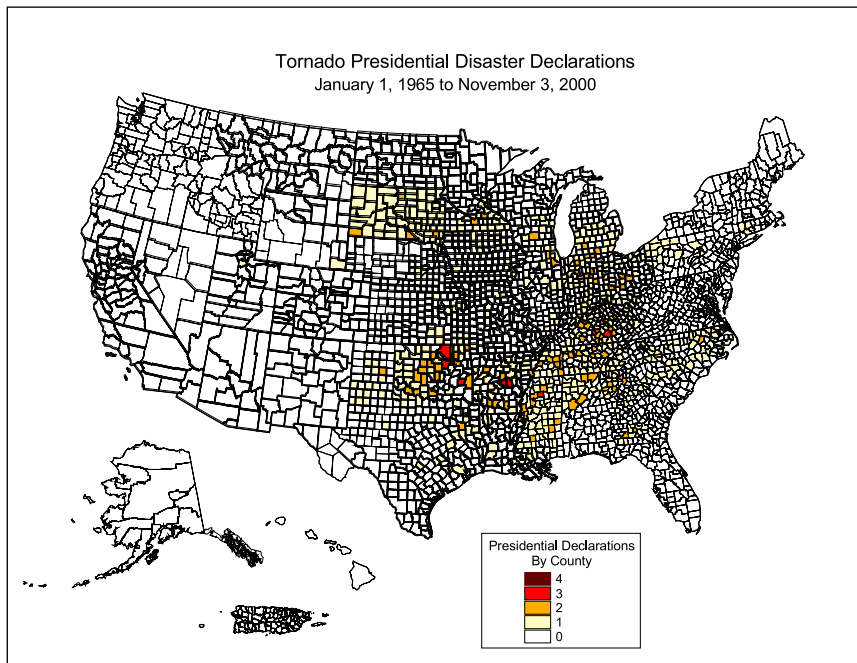 Tornado Presidential Disaster Declarations
January 1, 1965 to November 3, 2000
Presidential Declarations
By County
4
3
2
1
0